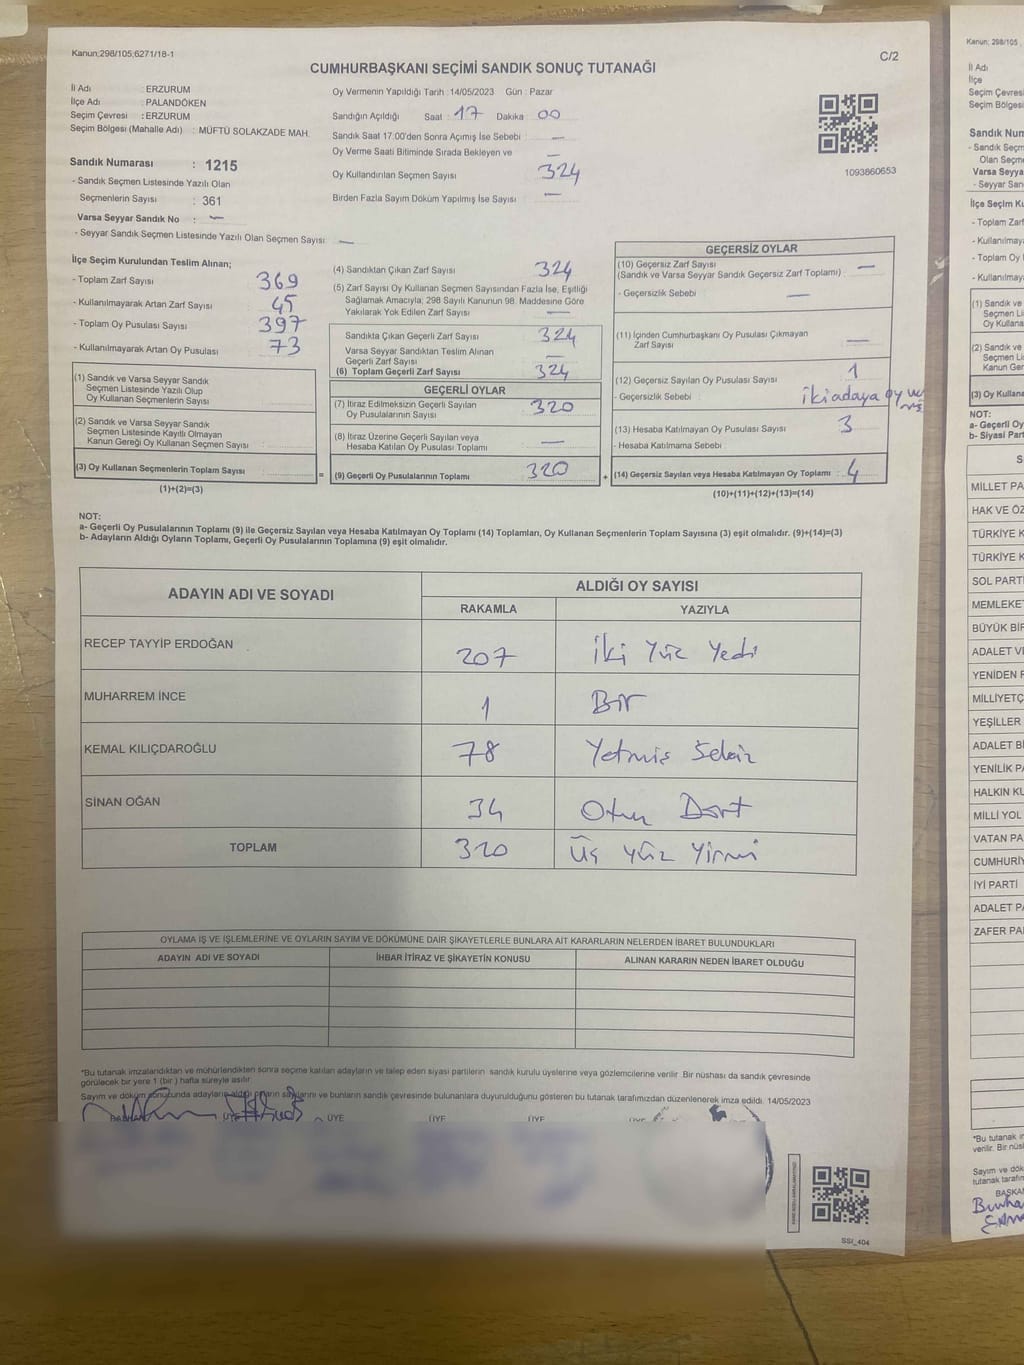 Kanun;298/105;6271/18-1
C/2
CUMHURBAŞKANI SEÇİMİ SANDIK SONUÇ TUTANAĞI
İl Adı : ERZURUM
İlçe Adı : PALANDÖKEN
Seçim Çevresi : ERZURUM
Seçim Bölgesi (Mahalle Adı) : MÜFTÜ SOLAKZADE MAH.
Sandık Numarası : 1215
- Sandık Seçmen Listesinde Yazılı Olan
Seçmenlerin Sayısı : 361
Varsa Seyyar Sandık No : —
- Seyyar Sandık Seçmen Listesinde Yazılı Olan Seçmen Sayısı : —
Oy Vermenin Yapıldığı Tarih : 14/05/2023 Gün : Pazar
Sandığın Açıldığı Saat : 17 Dakika 00
Sandık Saat 17:00'den Sonra Açımış İse Sebebi : —
Oy Verme Saati Bitiminde Sırada Bekleyen ve —
Oy Kullandırılan Seçmen Sayısı 324
Birden Fazla Sayım Döküm Yapılmış İse Sayısı : —
1093860653
İlçe Seçim Kurulundan Teslim Alınan;
- Toplam Zarf Sayısı 369
- Kullanılmayarak Artan Zarf Sayısı : 45
- Toplam Oy Pusulası Sayısı : 397
- Kullanılmayarak Artan Oy Pusulası 73
(1) Sandık ve Varsa Seyyar Sandık
Seçmen Listesinde Yazılı Olup
Oy Kullanan Seçmenlerin Sayısı :
(2) Sandık ve Varsa Seyyar Sandık
Seçmen Listesinde Kayıtlı Olmayan
Kanun Gereği Oy Kullanan Seçmen Sayısı :
(3) Oy Kullanan Seçmenlerin Toplam Sayısı
(1)+(2)=(3)
(4) Sandıktan Çıkan Zarf Sayısı : 324
(5) Zarf Sayısı Oy Kullanan Seçmen Sayısından Fazla İse, Eşitliği
Sağlamak Amacıyla; 298 Sayılı Kanunun 98. Maddesine Göre
Yakılarak Yok Edilen Zarf Sayısı : —
Sandıkta Çıkan Geçerli Zarf Sayısı : 324
Varsa Seyyar Sandıktan Teslim Alınan
Geçerli Zarf Sayısı : —
(6) Toplam Geçerli Zarf Sayısı : 324
GEÇERLİ OYLAR
(7) İtiraz Edilmeksizin Geçerli Sayılan
Oy Pusulalarının Sayısı : 320
(8) İtiraz Üzerine Geçerli Sayılan veya
Hesaba Katılan Oy Pusulası Toplamı : —
= (9) Geçerli Oy Pusulalarının Toplamı : 320
GEÇERSİZ OYLAR
(10) Geçersiz Zarf Sayısı
(Sandık ve Varsa Seyyar Sandık Geçersiz Zarf Toplamı) : —
- Geçersizlik Sebebi : —
(11) İçinden Cumhurbaşkanı Oy Pusulası Çıkmayan
Zarf Sayısı : —
(12) Geçersiz Sayılan Oy Pusulası Sayısı : 1
- Geçersizlik Sebebi : iki adaya oy ver
miş
(13) Hesaba Katılmayan Oy Pusulası Sayısı : 3
- Hesaba Katmama Sebebi :
+ (14) Geçersiz Sayılan veya Hesaba Katılmayan Oy Toplamı : 4
(10)+(11)+(12)+(13)=(14)
NOT:
a- Geçerli Oy Pusulalarının Toplamı (9) ile Geçersiz Sayılan veya Hesaba Katılmayan Oy Toplamı (14) Toplamları, Oy Kullanan Seçmenlerin Toplam Sayısına (3) eşit olmalıdır. (9)+(14)=(3)
b- Adayların Aldığı Oyların Toplamı, Geçerli Oy Pusulalarının Toplamına (9) eşit olmalıdır.
ADAYIN ADI VE SOYADI
ALDIĞI OY SAYISI
RAKAMLA YAZIYLA
RECEP TAYYİP ERDOĞAN 207 İki Yüz Yedi
MUHARREM İNCE 1 Bir
KEMAL KILIÇDAROĞLU 78 Yetmiş Sekiz
SİNAN OĞAN 34 Otuz Dört
TOPLAM 320 Üç Yüz Yirmi
OYLAMA İŞ VE İŞLEMLERİNE VE OYLARIN SAYIM VE DÖKÜMÜNE DAİR ŞİKAYETLERLE BUNLARA AİT KARARLARIN NELERDEN İBARET BULUNDUKLARI
ADAYIN ADI VE SOYADI İHBAR İTİRAZ VE ŞİKAYETİN KONUSU ALINAN KARARIN NEDEN İBARET OLDUĞU
*Bu tutanak imzalandıktan ve mühürlendikten sonra seçime katılan adayların ve talep eden siyasi partilerin sandık kurulu üyelerine veya gözlemcilerine verilir. Bir nüshası da sandık çevresinde
görülecek bir yere 1 (bir) hafta süreyle asılır.
Sayım ve döküm sonucunda adayların aldığı oyların sayılarını ve bunların sandık çevresinde bulunanlara duyurulduğunu gösteren bu tutanak tarafımızdan düzenlenerek imza edildi. 14/05/2023
BAŞKAN ÜYE ÜYE ÜYE ÜYE ÜYE
SSI_404
Kanun; 298/105
İl Adı
İlçe
Seçim Çevresi
Seçim Bölgesi
Sandık Num
- Sandık Seçm
Olan Seçme
Varsa Seyya
- Seyyar San
İlçe Seçim Ku
- Toplam Zarf
- Kullanılmaya
- Toplam Oy
- Kullanılmaya
(1) Sandık ve
Seçmen Li
Oy Kullana
(2) Sandık ve
Seçmen Li
Kanun Ger
(3) Oy Kullana
NOT:
a- Geçerli Oy
b- Siyasi Part
S
MİLLET PA
HAK VE ÖZ
TÜRKİYE K
TÜRKİYE K
SOL PARTİ
MEMLEKET
BÜYÜK BİR
ADALET VE
YENİDEN R
MİLLİYETÇ
YEŞİLLER
ADALET Bİ
YENİLİK PA
HALKIN KU
MİLLİ YOL
VATAN PA
CUMHURİY
İYİ PARTİ
ADALET PA
ZAFER PA
*Bu tutanak in
verilir. Bir nüs
Sayım ve dök
tutanak tarafım
BAŞKAN